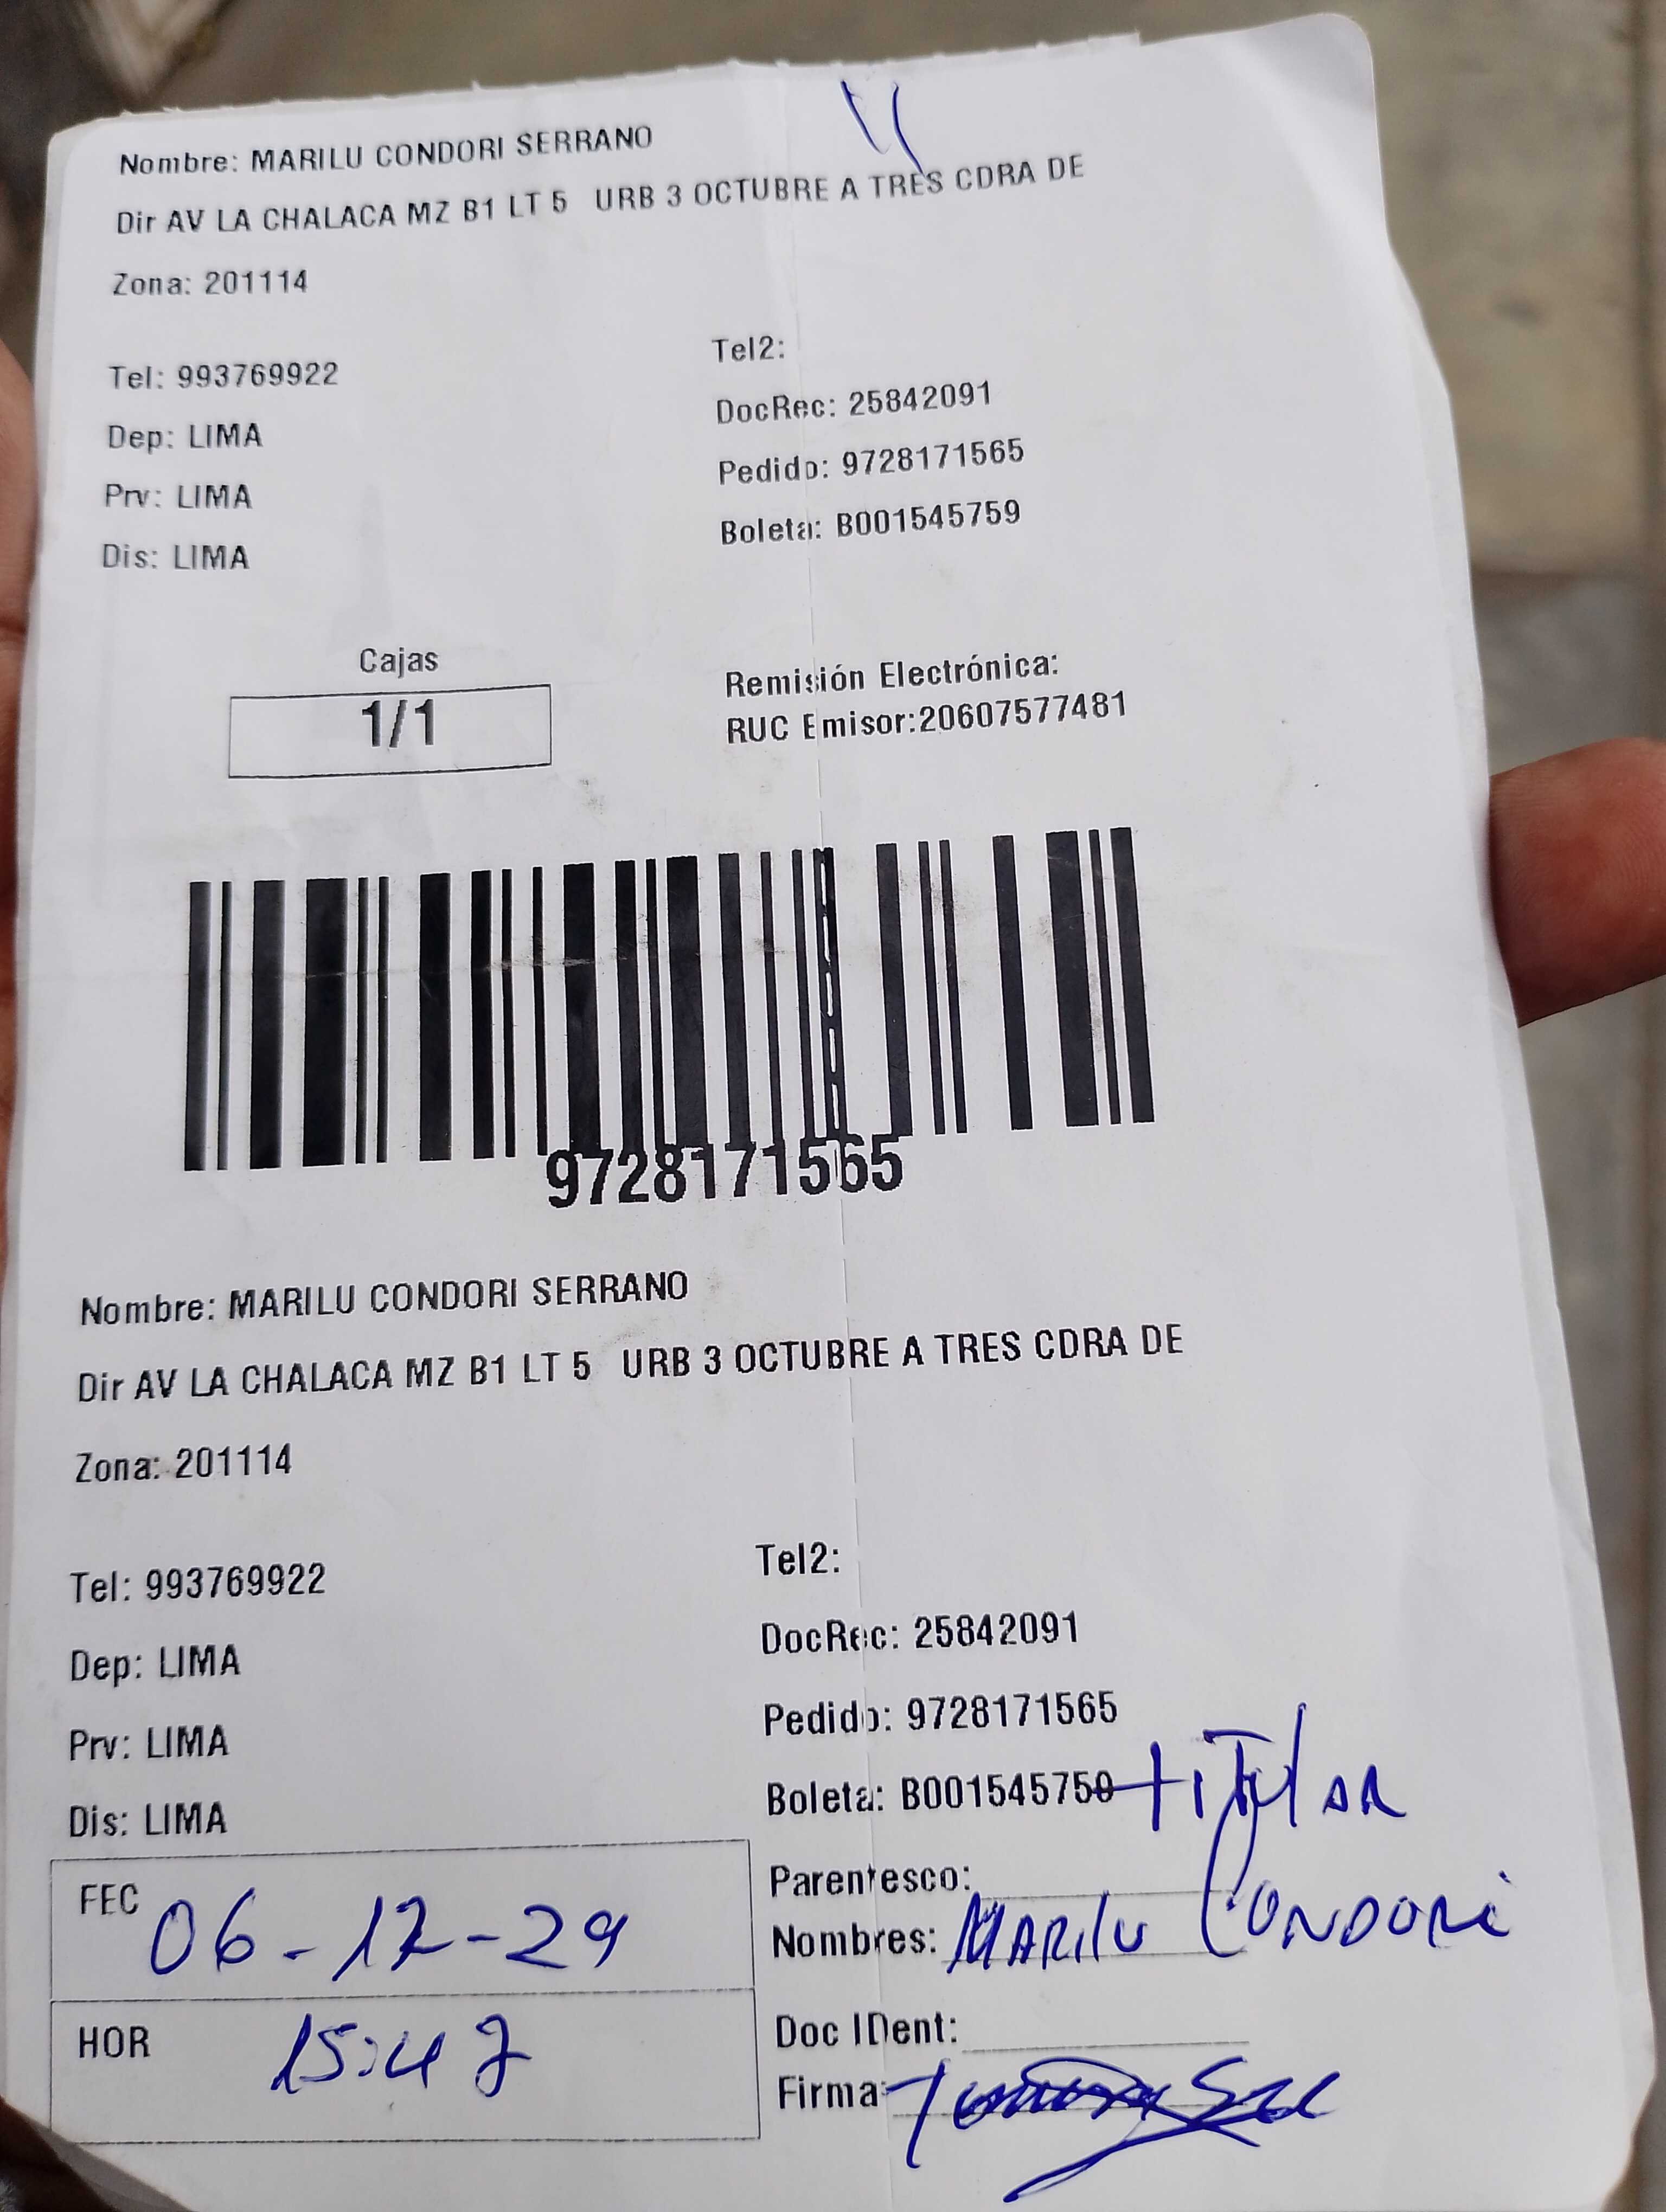 Nombre: MARILU CONDORI SERRANO
Dir AV LA CHALACA MZ B1 LT 5 URB 3 OCTUBRE A TRES CDRA DE
Zona: 201114
Tel: 993769922
Tel2:
Dep: LIMA
DocRec: 25842091
Prv: LIMA
Pedido: 9728171565
Dis: LIMA
Boleta: B001545759
Cajas
1/1
Remisión Electrónica:
RUC Emisor:20607577481
9728171565
Nombre: MARILU CONDORI SERRANO
Dir AV LA CHALACA MZ B1 LT 5 URB 3 OCTUBRE A TRES CDRA DE
Zona: 201114
Tel: 993769922
Tel2:
Dep: LIMA
DocRec: 25842091
Prv: LIMA
Pedido: 9728171565
Dis: LIMA
Boleta: B001545759
titular
FEC 06-12-29
Parentesco:
Nombres: MARILU CONDORI
HOR 15:47
Doc IDent:
Firma: